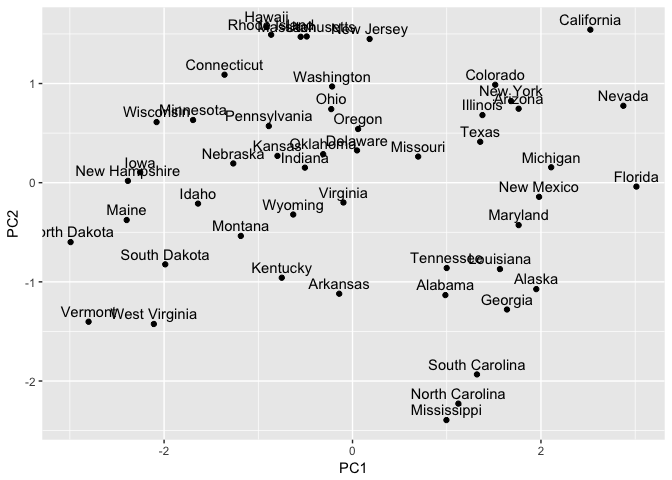 California
Hawaii
Rhode Island
Massachusetts
New Jersey
Connecticut
Washington
Colorado
New York
Arizona
Nevada
Ohio
Illinois
Wisconsin
Minnesota
Pennsylvania
Oregon
Texas
Kansas
Oklahoma
Delaware
Missouri
Nebraska
Indiana
Michigan
Iowa
New Hampshire
Florida
Idaho
Virginia
New Mexico
Maine
Wyoming
Maryland
orth Dakota
Montana
South Dakota
Tennessee
Louisiana
Kentucky
Arkansas
Alabama
Alaska
Georgia
Vermont
West Virginia
South Carolina
North Carolina
Mississippi
PC2
1
0
-1
-2
-2
0
2
PC1